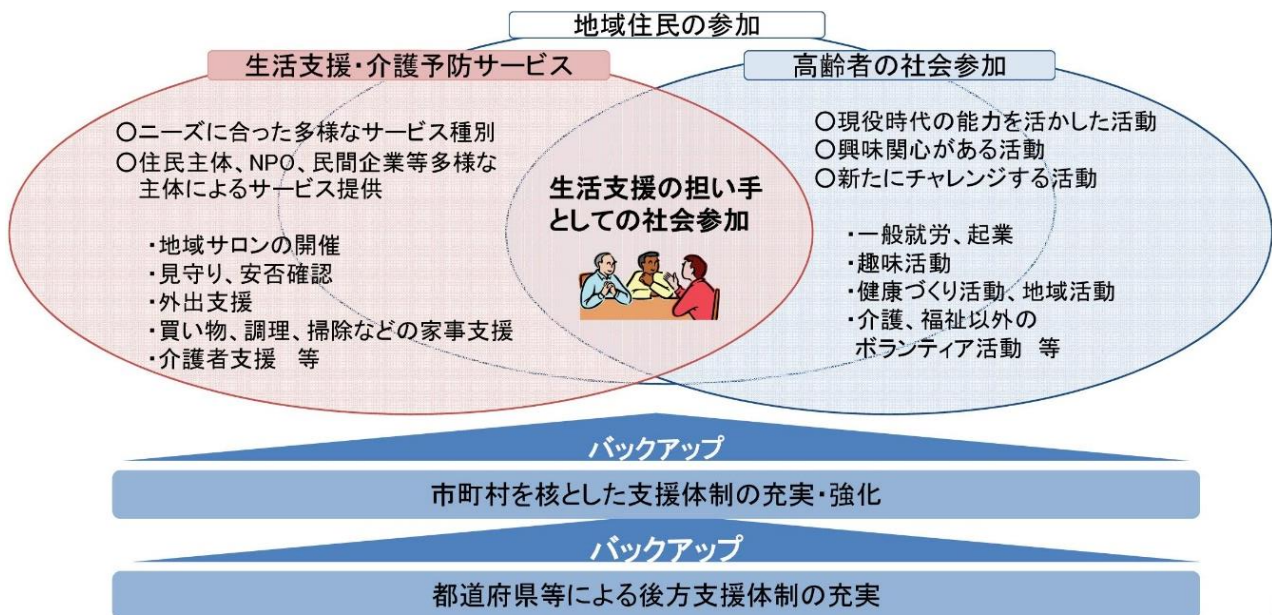 地域住民の参加
生活支援・介護予防サービス
高齢者の社会参加
〇ニーズに合った多様なサービス種別
〇住民主体、NPO、民間企業等多様な
主体によるサービス提供
・地域サロンの開催
・見守り、安否確認
・外出支援
・買い物、調理、掃除などの家事支援
・介護者支援 等
生活支援の担い手
としての社会参加
〇現役時代の能力を活かした活動
〇興味関心がある活動
〇新たにチャレンジする活動
・一般就労、起業
・趣味活動
・健康づくり活動、地域活動
・介護、福祉以外の
ボランティア活動 等
バックアップ
市町村を核とした支援体制の充実・強化
バックアップ
都道府県等による後方支援体制の充実